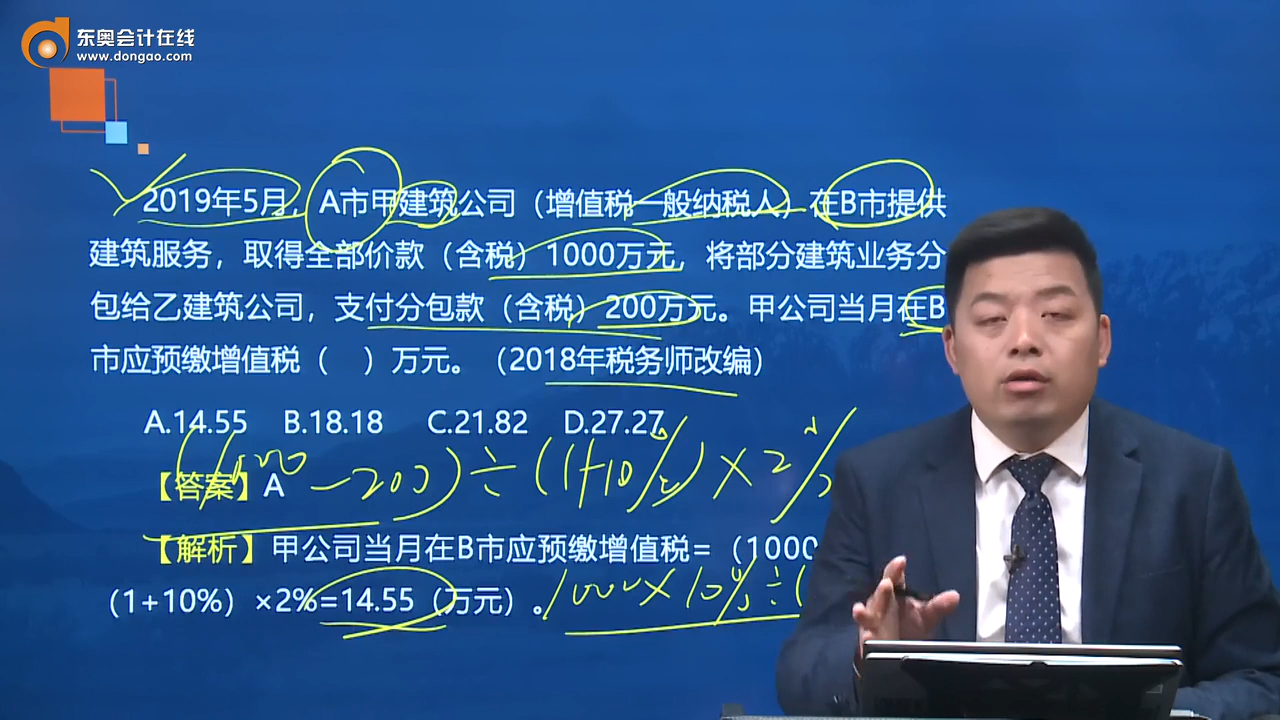 东奥会计在线
www.dongao.com
2019年5月，A市甲建筑公司（增值税一般纳税人）在B市提供
建筑服务，取得全部价款（含税）1000万元，将部分建筑业务分
包给乙建筑公司，支付分包款（含税）200万元。甲公司当月在B
市应预缴增值税（ ）万元。（2018年税务师改编）
A.14.55 B.18.18 C.21.82 D.27.27
(1000-200)÷(1+10%)×2%
【答案】A
【解析】甲公司当月在B市应预缴增值税=（1000
（1+10%）×2%=14.55（万元）。
1000×10%÷(